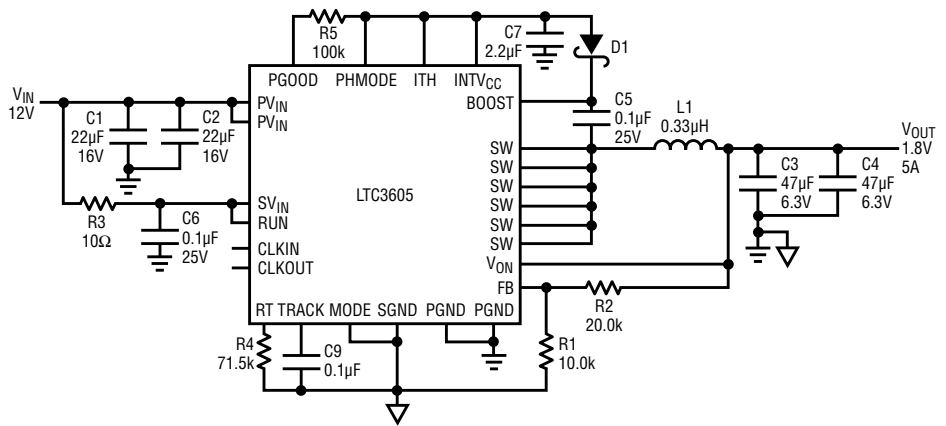 R5
100k
C7
2.2µF
D1
PGOOD PHMODE ITH INTVCC
VIN
12V
PVIN
PVIN
BOOST
C1
22µF
16V
C2
22µF
16V
C5
0.1µF
25V
L1
0.33µH
VOUT
1.8V
5A
SW
SW
SW
SW
SW
SW
C3
47µF
6.3V
C4
47µF
6.3V
LTC3605
SVIN
RUN
R3
10Ω
C6
0.1µF
25V
CLKIN
CLKOUT
VON
FB
R2
20.0k
RT TRACK MODE SGND PGND PGND
R4
71.5k
C9
0.1µF
R1
10.0k